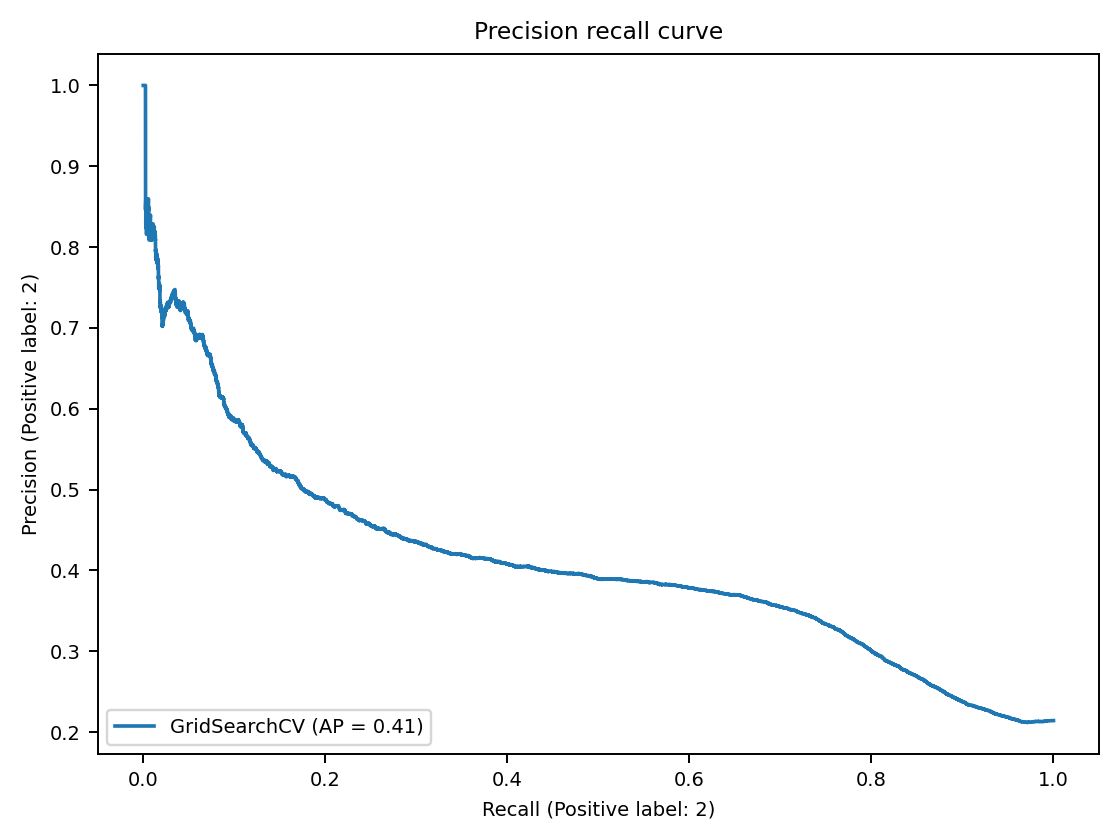 Precision recall curve
Precision (Positive label: 2)
1.0
0.9
0.8
0.7
0.6
0.5
0.4
0.3
0.2
GridSearchCV (AP = 0.41)
0.0 0.2 0.4 0.6 0.8 1.0
Recall (Positive label: 2)